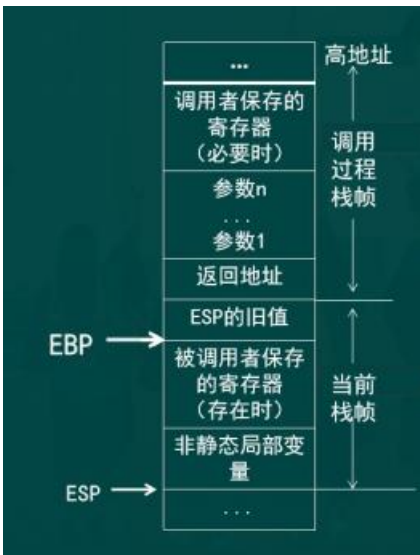 ...
高地址
调用者保存的
寄存器
（必要时）
调用
过程
栈帧
参数n
...
参数1
返回地址
ESP的旧值
EBP
被调用者保存
的寄存器
（存在时）
当前
栈帧
非静态局部变
量
ESP
...